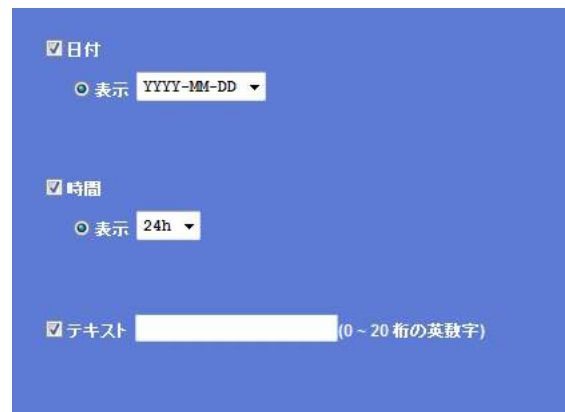 日付
表示 YYYY-MM-DD
時間
表示 24h
テキスト (0 ~ 20 桁の英数字)